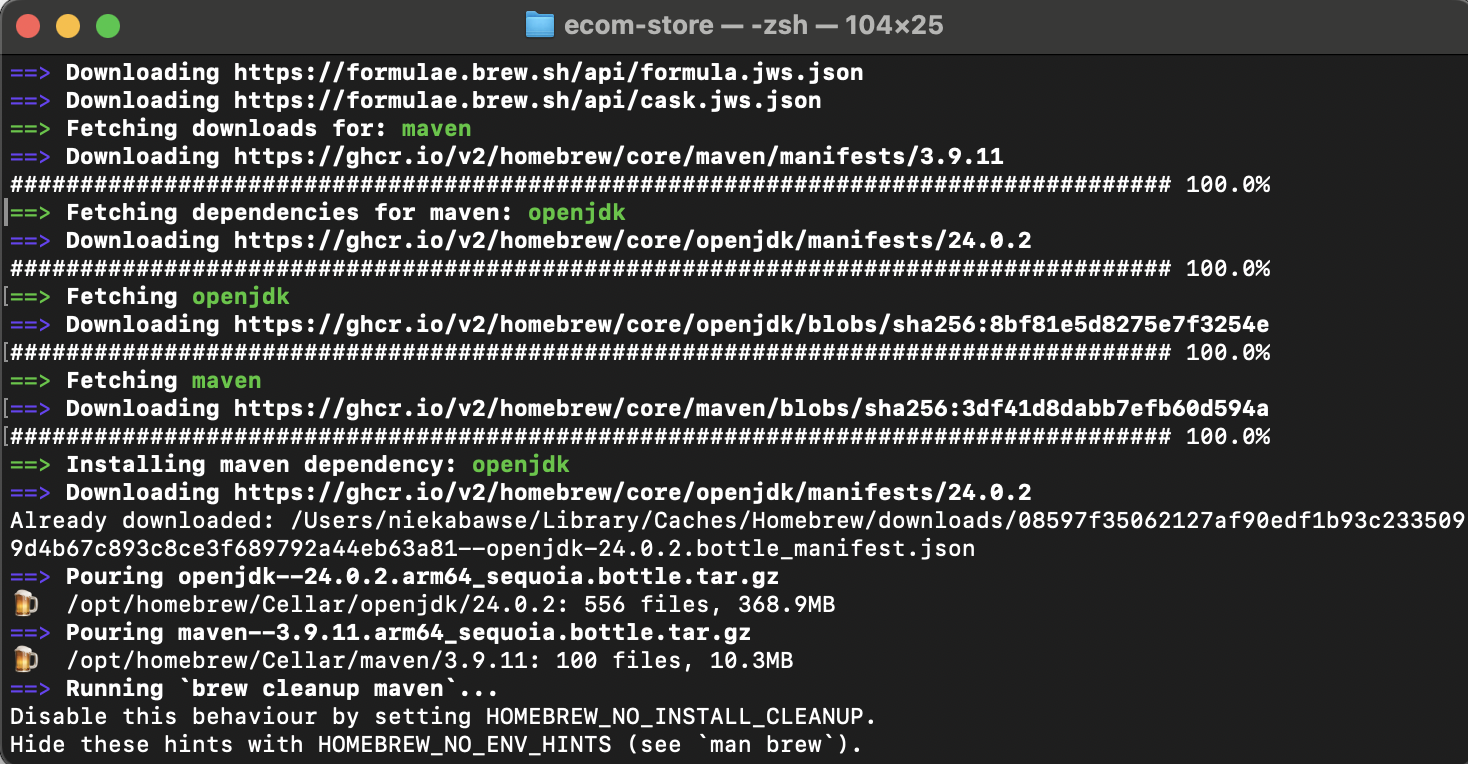 ecom-store — -zsh — 104×25
==> Downloading https://formulae.brew.sh/api/formula.jws.json
==> Downloading https://formulae.brew.sh/api/cask.jws.json
==> Fetching downloads for: maven
==> Downloading https://ghcr.io/v2/homebrew/core/maven/manifests/3.9.11
################################################################################### 100.0%
==> Fetching dependencies for maven: openjdk
==> Downloading https://ghcr.io/v2/homebrew/core/openjdk/manifests/24.0.2
################################################################################### 100.0%
==> Fetching openjdk
==> Downloading https://ghcr.io/v2/homebrew/core/openjdk/blobs/sha256:8bf81e5d8275e7f3254e
################################################################################### 100.0%
==> Fetching maven
==> Downloading https://ghcr.io/v2/homebrew/core/maven/blobs/sha256:3df41d8dabb7efb60d594a
################################################################################### 100.0%
==> Installing maven dependency: openjdk
==> Downloading https://ghcr.io/v2/homebrew/core/openjdk/manifests/24.0.2
Already downloaded: /Users/niekabawse/Library/Caches/Homebrew/downloads/08597f35062127af90edf1b93c233509
9d4b67c893c8ce3f689792a44eb63a81--openjdk-24.0.2.bottle_manifest.json
==> Pouring openjdk--24.0.2.arm64_sequoia.bottle.tar.gz
🍺 /opt/homebrew/Cellar/openjdk/24.0.2: 556 files, 368.9MB
==> Pouring maven--3.9.11.arm64_sequoia.bottle.tar.gz
🍺 /opt/homebrew/Cellar/maven/3.9.11: 100 files, 10.3MB
==> Running `brew cleanup maven`...
Disable this behaviour by setting HOMEBREW_NO_INSTALL_CLEANUP.
Hide these hints with HOMEBREW_NO_ENV_HINTS (see `man brew`).